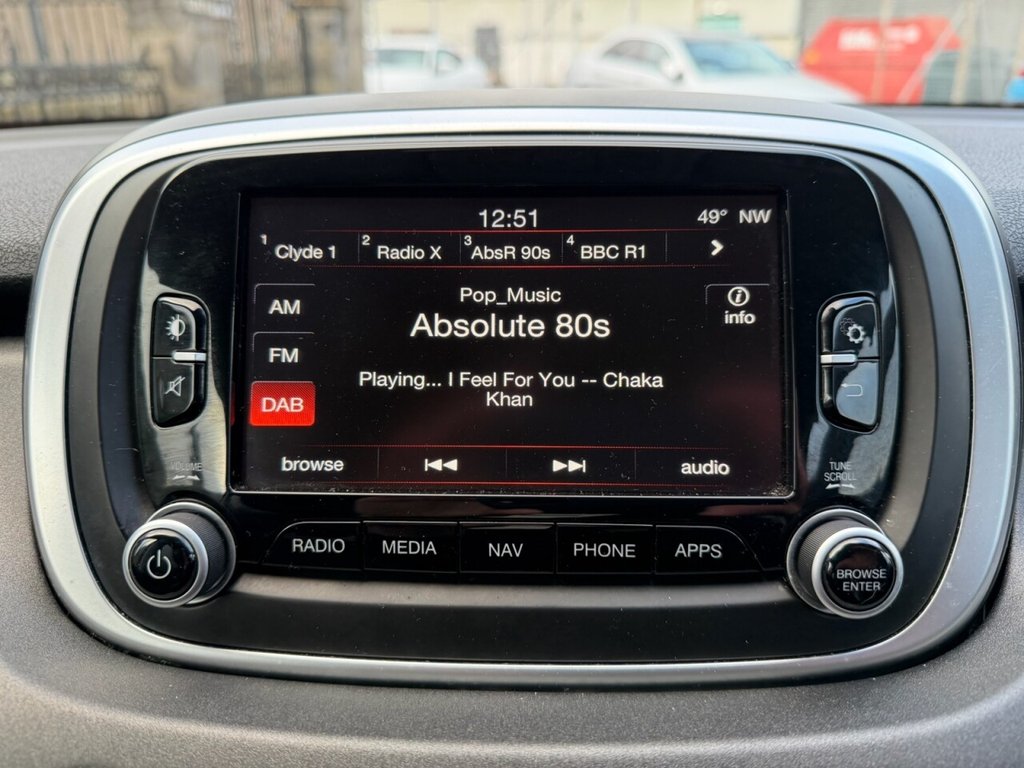 12:51
49° NW
1 Clyde 1 2 Radio X 3 AbsR 90s 4 BBC R1
Pop_Music
AM
Absolute 80s
info
FM
Playing... I Feel For You -- Chaka
Khan
DAB
browse audio
VOLUME
TUNE
SCROLL
RADIO MEDIA NAV PHONE APPS
BROWSE
ENTER